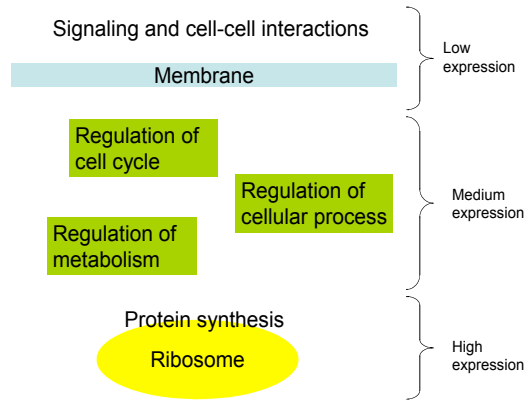 Signaling and cell-cell interactions
Membrane
Low
expression
Regulation of
cell cycle
Regulation of
cellular process
Regulation of
metabolism
Medium
expression
Protein synthesis
Ribosome
High
expression